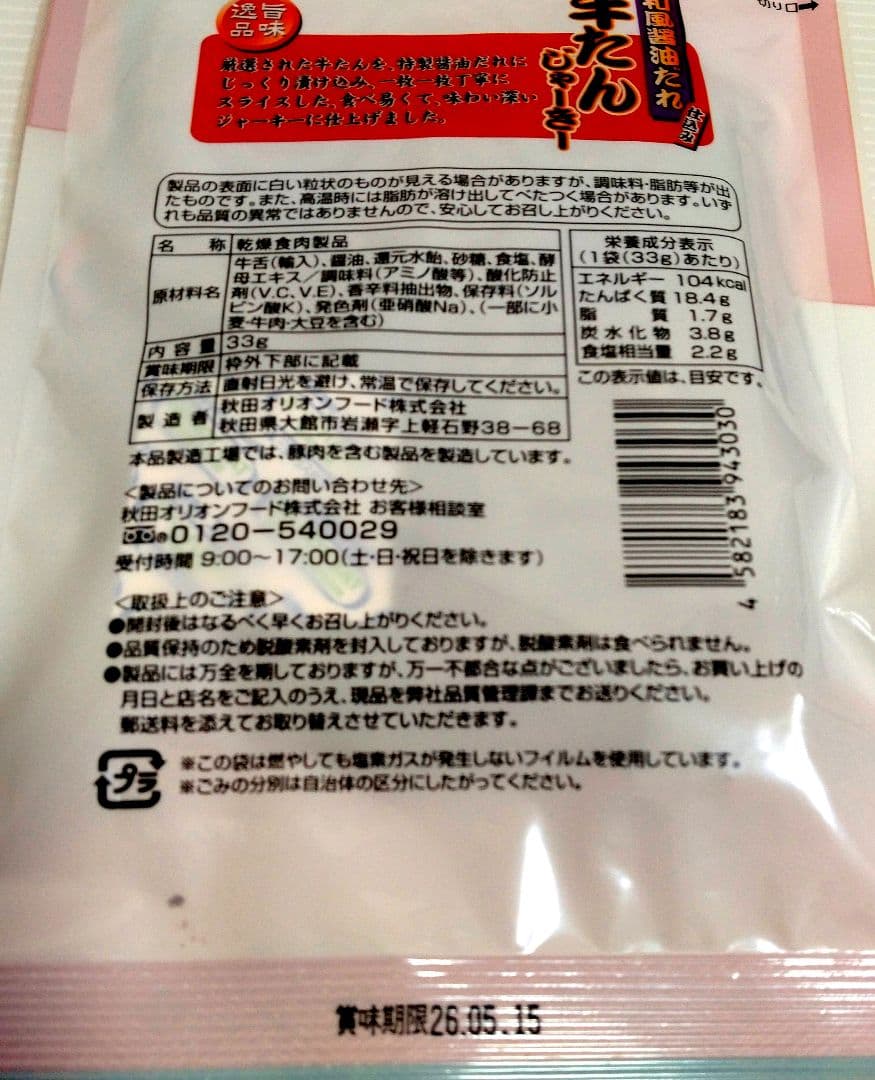 旨味
逸品
切り口➡
和風醤油だれ
仕込み
牛たん
じゃーきー
厳選された牛たんを、特製醤油だれに
じっくり漬け込み、一枚一枚丁寧に
スライスした、食べ易くて、味わい深い
ジャーキーに仕上げました。
製品の表面に白い粒状のものが見える場合がありますが、調味料・脂肪等が出
たものです。また、高温時には脂肪が溶け出してべたつく場合があります。いず
れも品質の異常ではありませんので、安心してお召し上がりください。
名称 乾燥食肉製品
原材料名 牛舌(輸入)、醤油、還元水飴、砂糖、食塩、酵
母エキス/調味料(アミノ酸等)、酸化防止
剤(V.C、V.E)、香辛料抽出物、保存料(ソル
ビン酸K)、発色剤(亜硝酸Na)、(一部に小
麦・牛肉・大豆を含む)
内容量 33g
賞味期限 枠外下部に記載
保存方法 直射日光を避け、常温で保存してください。
製造者 秋田オリオンフード株式会社
秋田県大館市岩瀬字上軽石野38-68
栄養成分表示
(1袋(33g)あたり)
エネルギー 104kcal
たんぱく質 18.4g
脂質 1.7g
炭水化物 3.8g
食塩相当量 2.2g
この表示値は、目安です。
本品製造工場では、豚肉を含む製品を製造しています。
<製品についてのお問い合わせ先>
秋田オリオンフード株式会社 お客様相談室
0120-540029
受付時間 9:00~17:00(土・日・祝日を除きます)
4582183943030
<取扱上のご注意>
●開封後はなるべく早くお召し上がりください。
●品質保持のため脱酸素剤を封入しておりますが、脱酸素剤は食べられません。
●製品には万全を期しておりますが、万一不都合な点がございましたら、お買い上げの
月日と店名をご記入のうえ、現品を弊社品質管理課までお送りください。
郵送料を添えてお取り替えさせていただきます。
プラ
※この袋は燃やしても塩素ガスが発生しないフイルムを使用しています。
※ごみの分別は自治体の区分にしたがってください。
賞味期限26.05.15